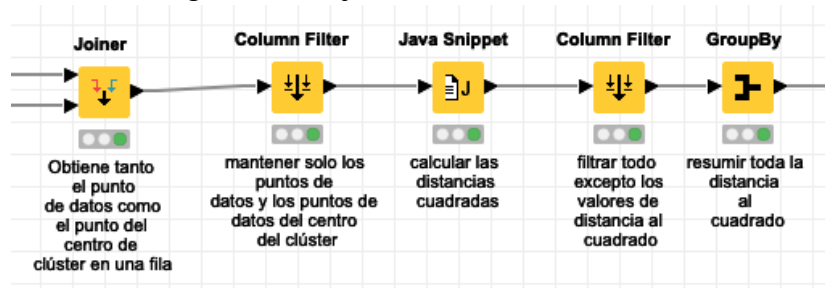 Joiner
Column Filter
Java Snippet
Column Filter
GroupBy
J
Obtiene tanto
el punto
de datos como
el punto del
centro de
clúster en una fila
mantener solo los
puntos de
datos y los puntos de
datos del centro
del clúster
calcular las
distancias
cuadradas
filtrar todo
excepto los
valores de
distancia al
cuadrado
resumir toda la
distancia
al
cuadrado